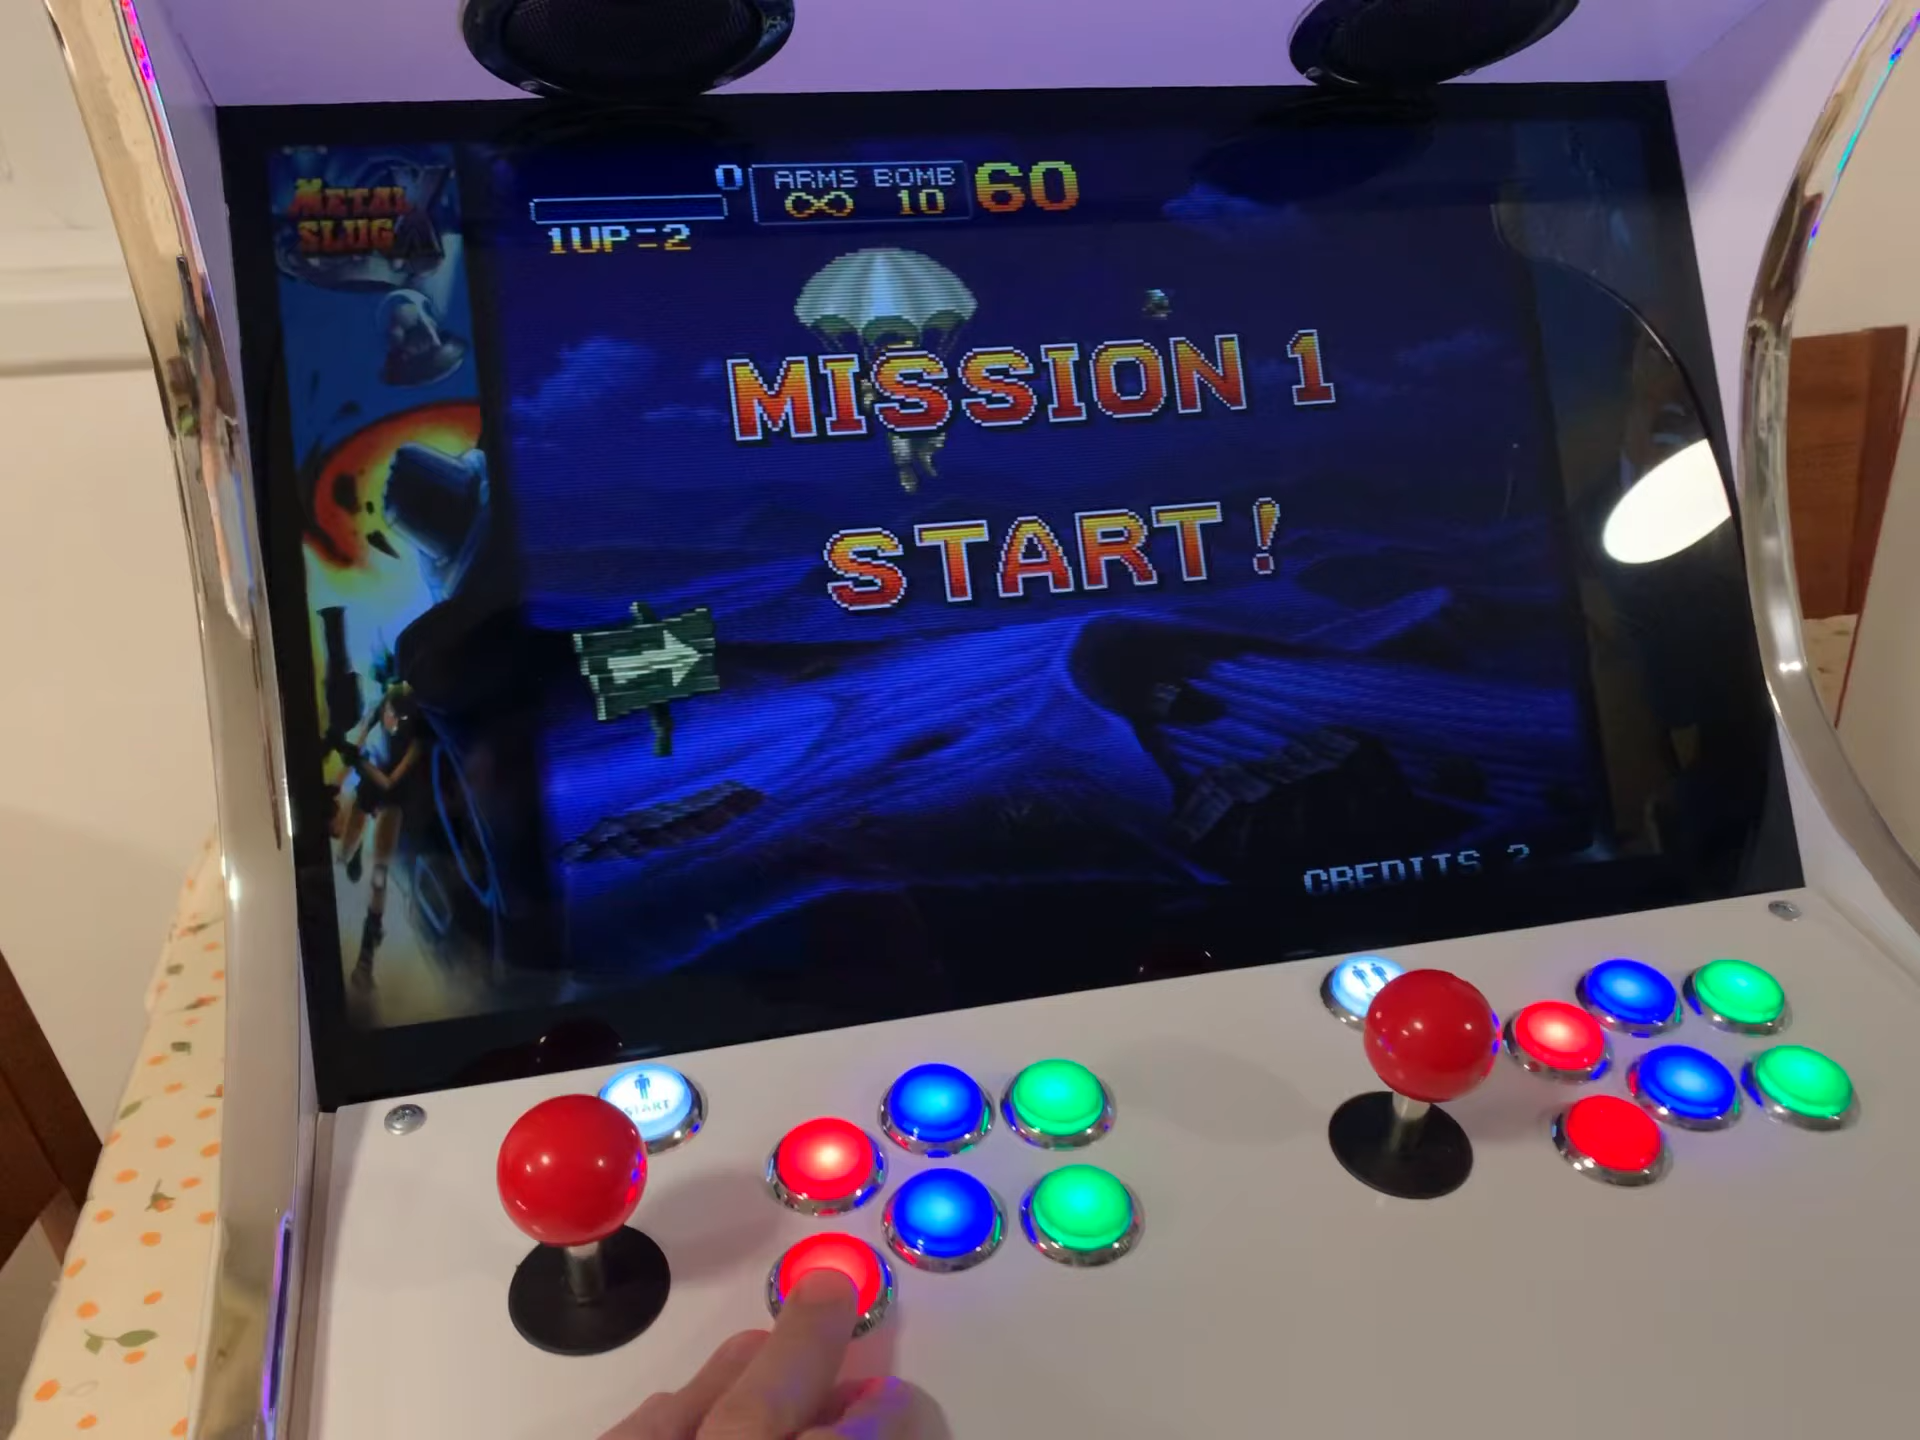 METAL
SLUG X
0
ARMS BOMB
∞ 10
60
1UP=2
MISSION 1
START!
CREDITS 2
START